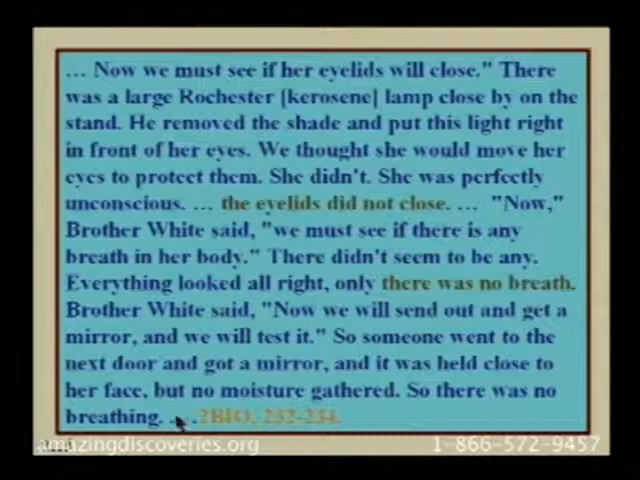 … Now we must see if her eyelids will close." There
was a large Rochester [kerosene] lamp close by on the
stand. He removed the shade and put this light right
in front of her eyes. We thought she would move her
eyes to protect them. She didn't. She was perfectly
unconscious. … the eyelids did not close. … "Now,"
Brother White said, "we must see if there is any
breath in her body." There didn't seem to be any.
Everything looked all right, only there was no breath.
Brother White said, "Now we will send out and get a
mirror, and we will test it." So someone went to the
next door and got a mirror, and it was held close to
her face, but no moisture gathered. So there was no
breathing. … .2BIO, 232-234.
amazingdiscoveries.org 1-866-572-9457